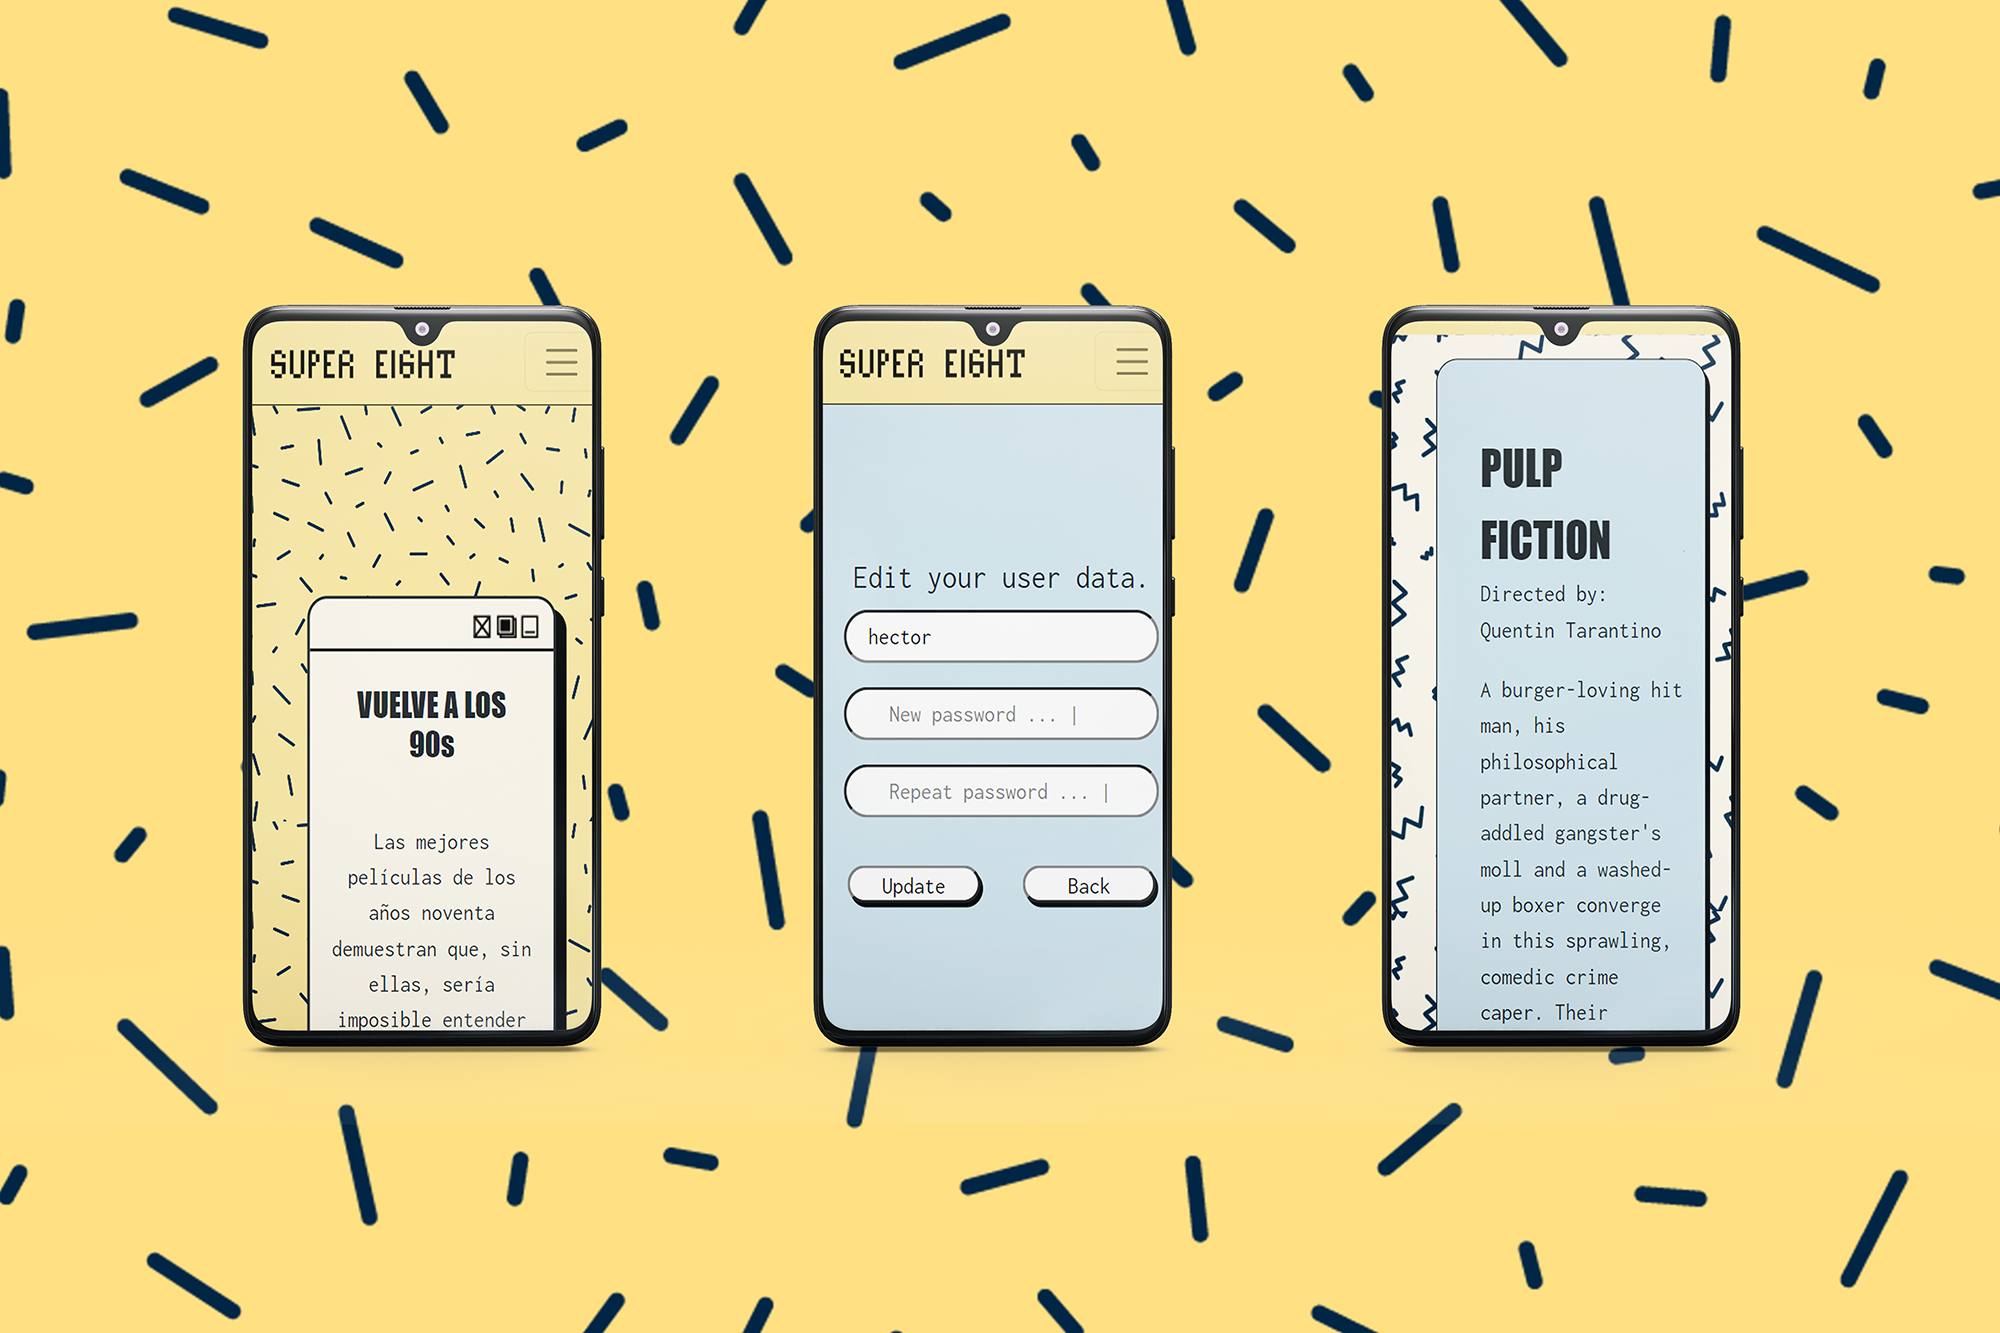 SUPER EIGHT
VUELVE A LOS
90s
Las mejores
películas de los
años noventa
demuestran que, sin
ellas, sería
imposible entender
SUPER EIGHT
Edit your user data.
hector
New password ... |
Repeat password ... |
Update
Back
PULP
FICTION
Directed by:
Quentin Tarantino
A burger-loving hit
man, his
philosophical
partner, a drug-
addled gangster's
moll and a washed-
up boxer converge
in this sprawling,
comedic crime
caper. Their